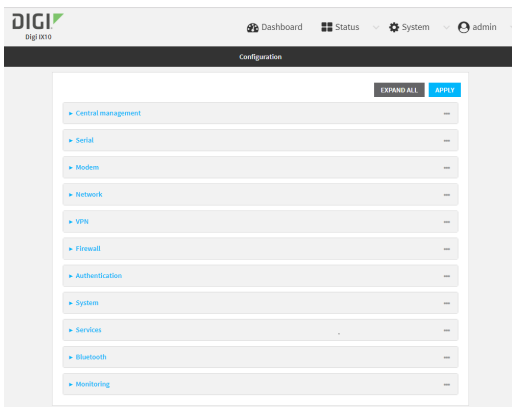 DIGI
Digi IX10
Dashboard
Status
System
admin
Configuration
EXPAND ALL
APPLY
Central management
Serial
Modem
Network
VPN
Firewall
Authentication
System
Services
Bluetooth
Monitoring